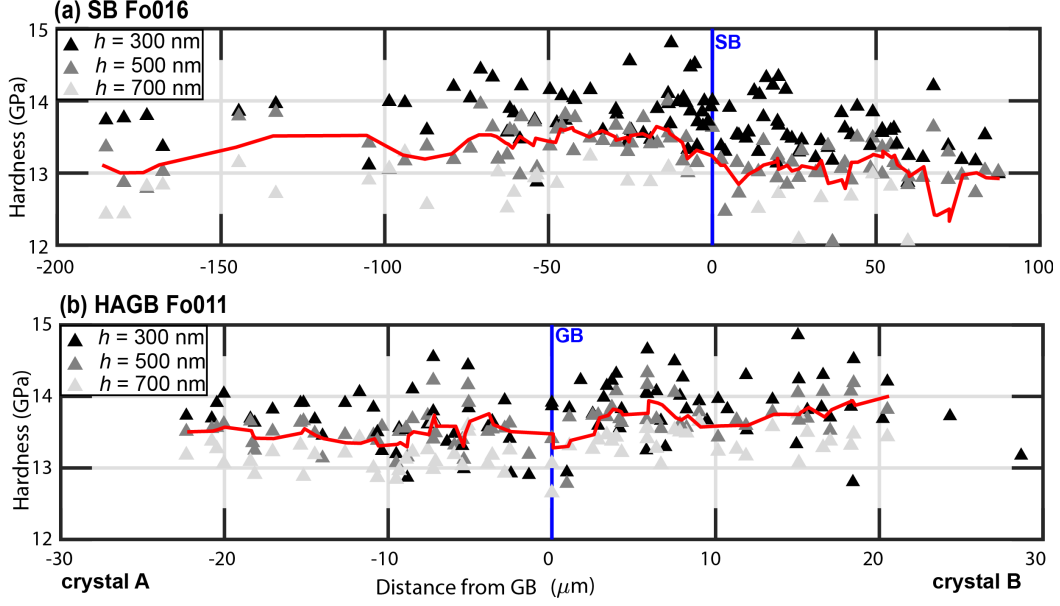 (a) SB Fo016
15
14
13
12
Hardness (GPa)
h = 300 nm
h = 500 nm
h = 700 nm
SB
-200 -150 -100 -50 0 50 100
(b) HAGB Fo011
15
14
13
12
Hardness (GPa)
h = 300 nm
h = 500 nm
h = 700 nm
GB
-30 -20 -10 0 10 20 30
crystal A Distance from GB (μm) crystal B